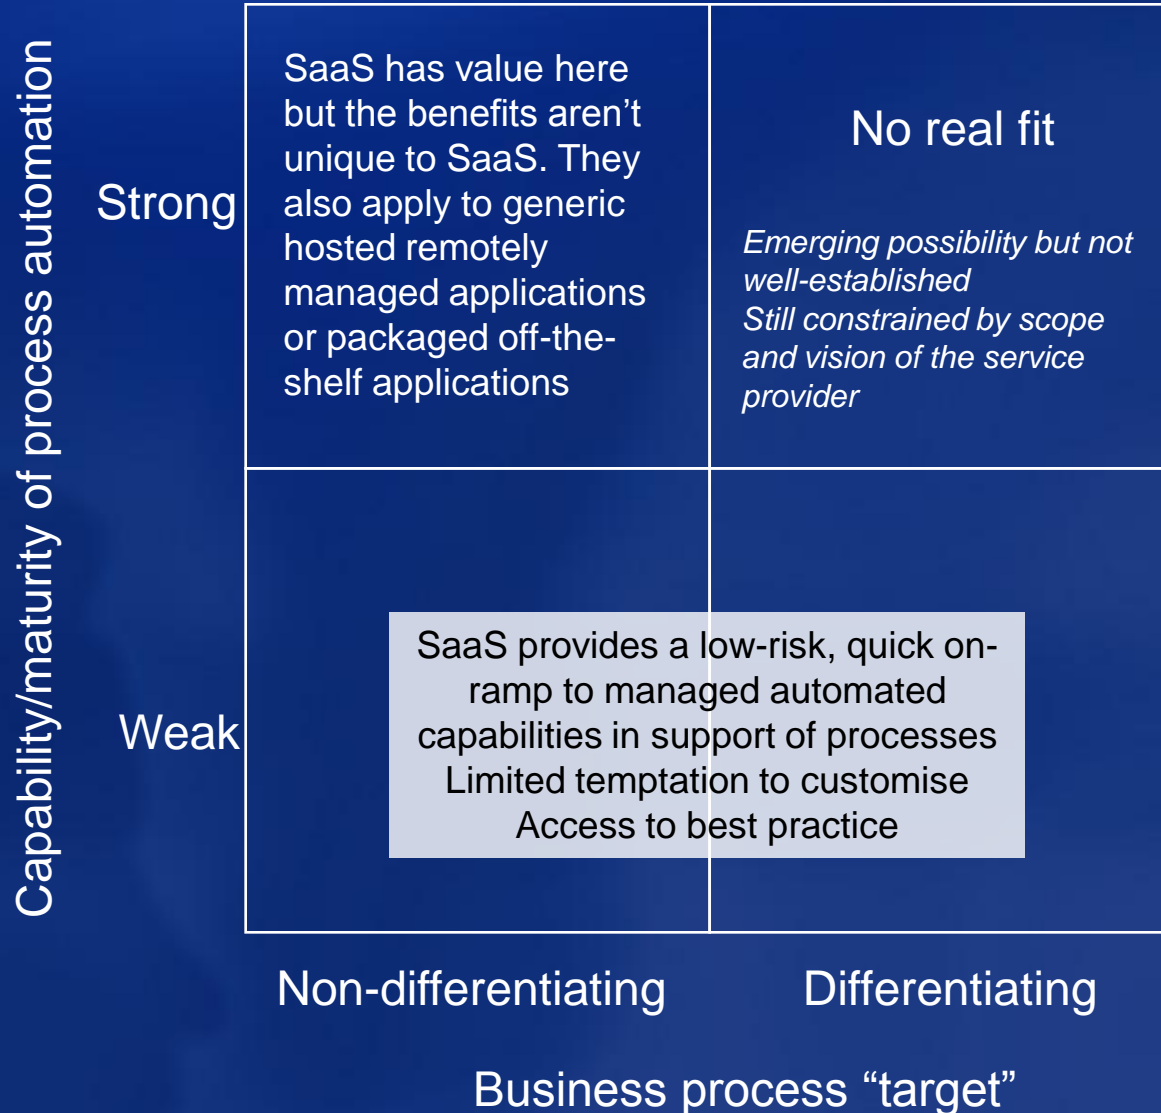 Capability/maturity of process automation
Strong
SaaS has value here
but the benefits aren’t
unique to SaaS. They
also apply to generic
hosted remotely
managed applications
or packaged off-the-
shelf applications
No real fit
Emerging possibility but not
well-established
Still constrained by scope
and vision of the service
provider
Weak
SaaS provides a low-risk, quick on-
ramp to managed automated
capabilities in support of processes
Limited temptation to customise
Access to best practice
Non-differentiating
Differentiating
Business process “target”